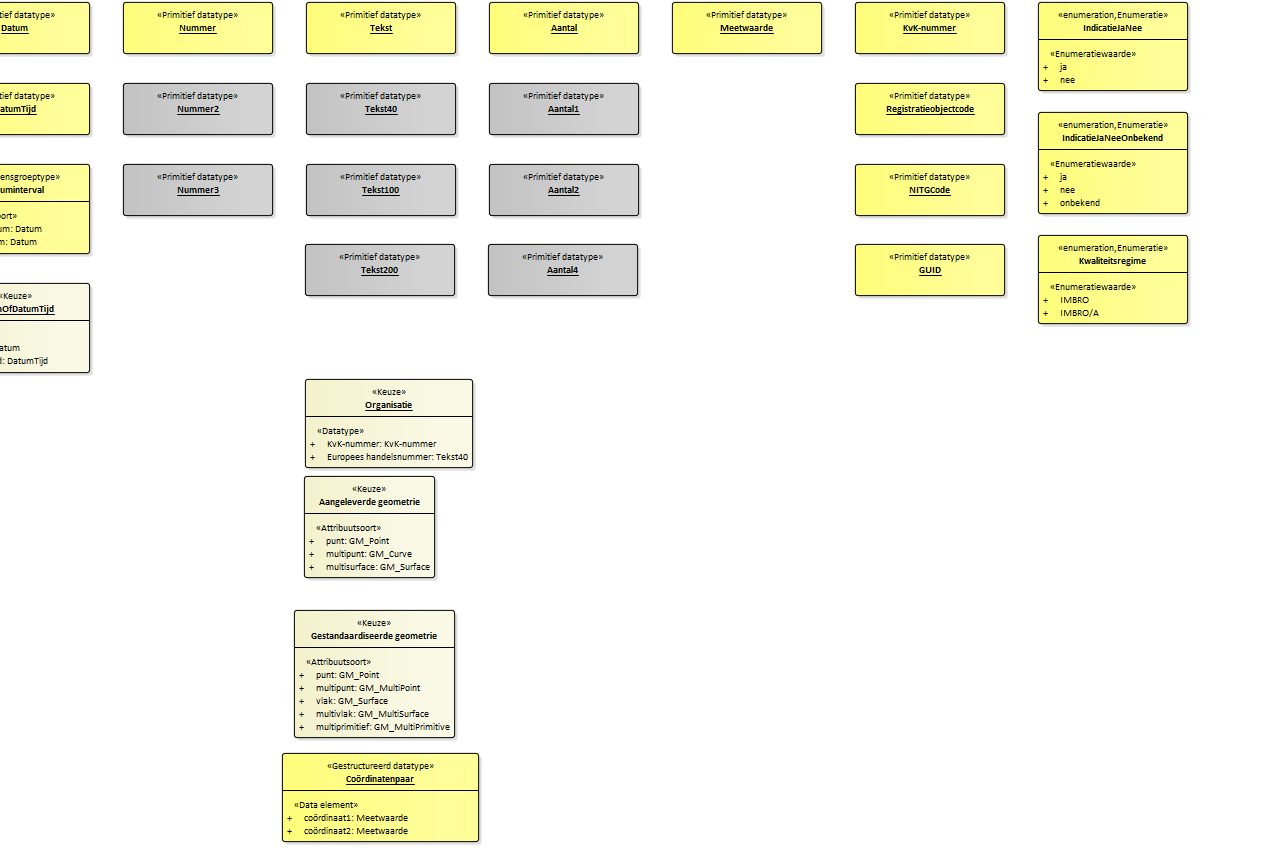 tief datatype»
Datum
«Primitief datatype»
Nummer
«Primitief datatype»
Tekst
«Primitief datatype»
Aantal
«Primitief datatype»
Meetwaarde
«Primitief datatype»
KvK-nummer
«enumeration,Enumeratie»
IndicatieJaNee
«Enumeratiewaarde»
+ ja
+ nee
tief datatype»
atumTijd
«Primitief datatype»
Nummer2
«Primitief datatype»
Tekst40
«Primitief datatype»
Aantal1
«Primitief datatype»
Registratieobjectcode
«enumeration,Enumeratie»
IndicatieJaNeeOnbekend
«Enumeratiewaarde»
+ ja
+ nee
+ onbekend
ensgroeptype»
uminterval
ort»
um: Datum
m: Datum
«Primitief datatype»
Nummer3
«Primitief datatype»
Tekst100
«Primitief datatype»
Aantal2
«Primitief datatype»
NITGCode
«Primitief datatype»
Tekst200
«Primitief datatype»
Aantal4
«Primitief datatype»
GUID
«enumeration,Enumeratie»
Kwaliteitsregime
«Enumeratiewaarde»
+ IMBRO
+ IMBRO/A
«Keuze»
OfDatumTijd
atum
d: DatumTijd
«Keuze»
Organisatie
«Datatype»
+ KvK-nummer: KvK-nummer
+ Europees handelsnummer: Tekst40
«Keuze»
Aangeleverde geometrie
«Attribuutsoort»
+ punt: GM_Point
+ multipunt: GM_Curve
+ multisurface: GM_Surface
«Keuze»
Gestandaardiseerde geometrie
«Attribuutsoort»
+ punt: GM_Point
+ multipunt: GM_MultiPoint
+ vlak: GM_Surface
+ multivlak: GM_MultiSurface
+ multiprimitief: GM_MultiPrimitive
«Gestructureerd datatype»
Coördinatenpaar
«Data element»
+ coördinaat1: Meetwaarde
+ coördinaat2: Meetwaarde